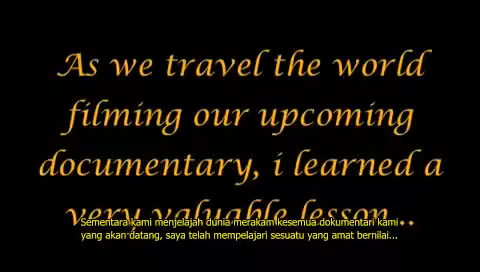 As we travel the world
filming our upcoming
documentary, i learned a
very valuable lesson...
Sementara kami menjelajah dunia merakam kesemua dokumentari kami
yang akan datang, saya telah mempelajari sesuatu yang amat bernilai...